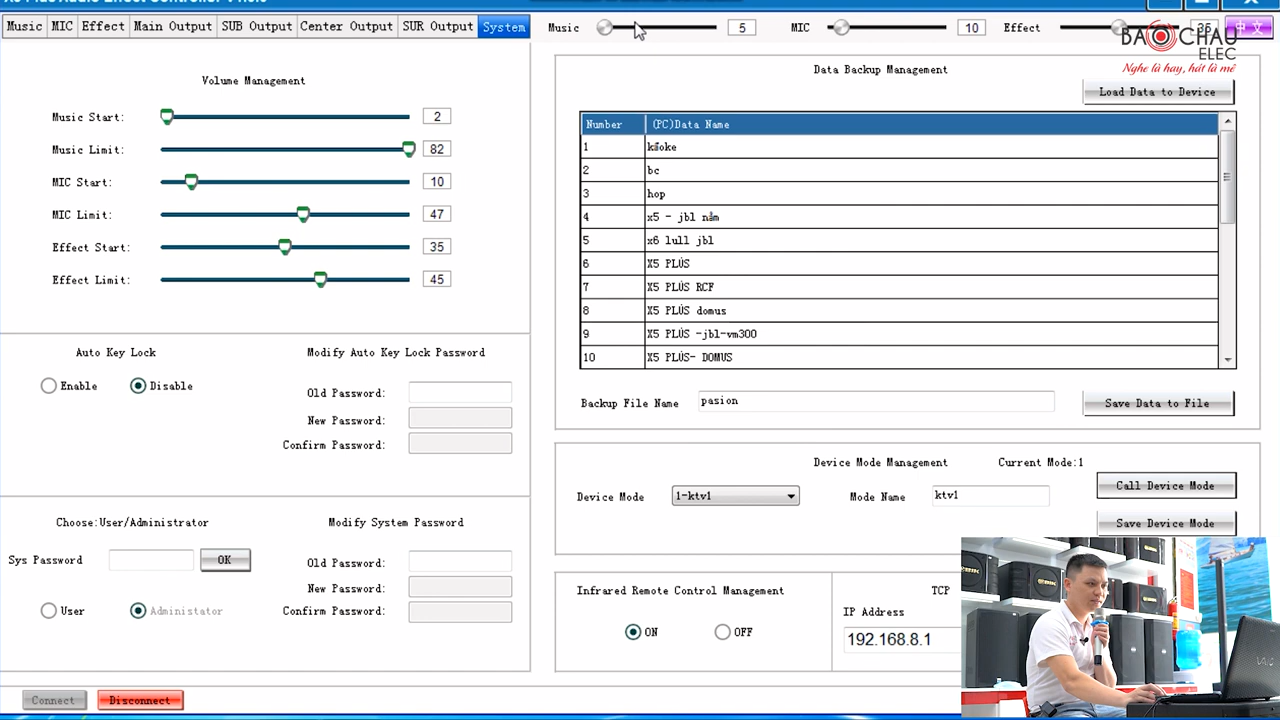 Music MIC Effect Main Output SUB Output Center Output SUR Output System
Music 5 MIC 10 Effect 中文
BAOCHAU
ELEC
Nghe là hay, hát là mê
Volume Management
Music Start: 2
Music Limit: 82
MIC Start: 10
MIC Limit: 47
Effect Start: 35
Effect Limit: 45
Data Backup Management
Load Data to Device
Number (PC)Data Name
1
2 bc
3 hop
4 x5 - jbl nằm
5 x6 lull jbl
6 X5 PLUS
7 X5 PLUS RCF
8 X5 PLUS domus
9 X5 PLUS -jbl-vm300
10 X5 PLUS- DOMUS
Backup File Name pasion Save Data to File
Auto Key Lock
Enable Disable
Modify Auto Key Lock Password
Old Password:
New Password:
Confirm Password:
Device Mode Management Current Mode:1
Device Mode 1-ktv1 Mode Name ktv1
Call Device Mode
Save Device Mode
Choose:User/Administrator
Sys Password OK
User Administator
Modify System Password
Old Password:
New Password:
Confirm Password:
Infrared Remote Control Management
ON OFF
TCP
IP Address
192.168.8.1
Connect Disconnect